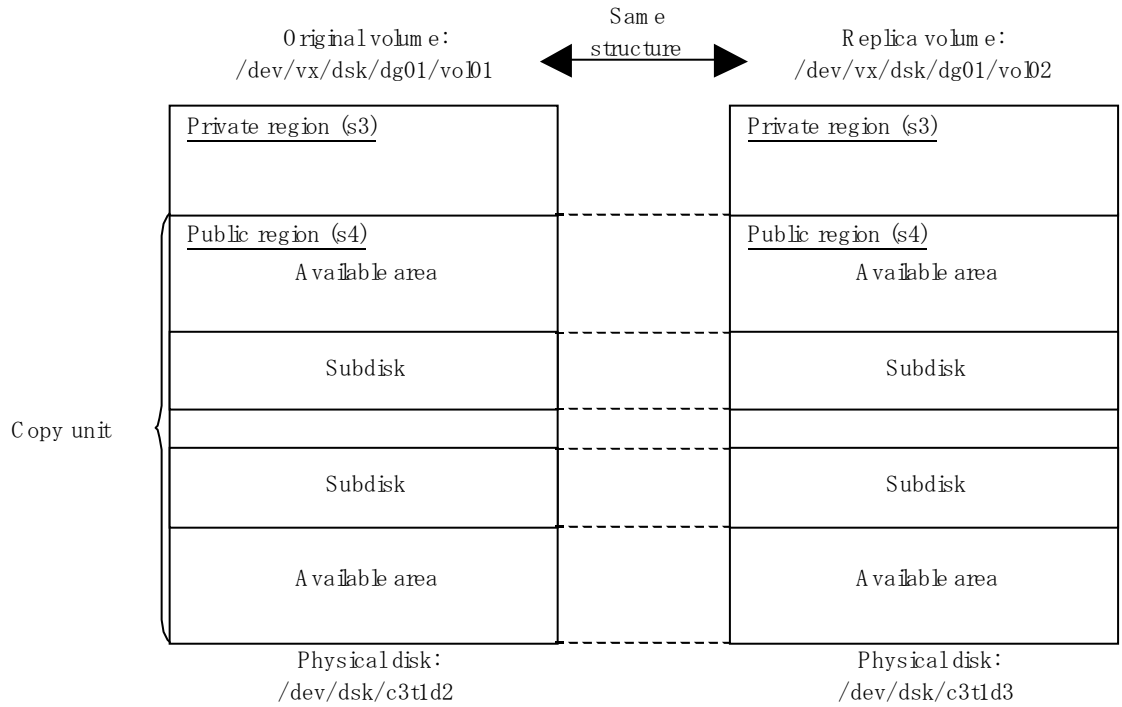 Same
structure
Original volume:
/dev/vx/dsk/dg01/vol01
Replica volume:
/dev/vx/dsk/dg01/vol02
Private region (s3)
Private region (s3)
Public region (s4)
Public region (s4)
Available area
Available area
Subdisk
Subdisk
Copy unit
Subdisk
Subdisk
Available area
Available area
Physical disk:
/dev/dsk/c3t1d2
Physical disk:
/dev/dsk/c3t1d3